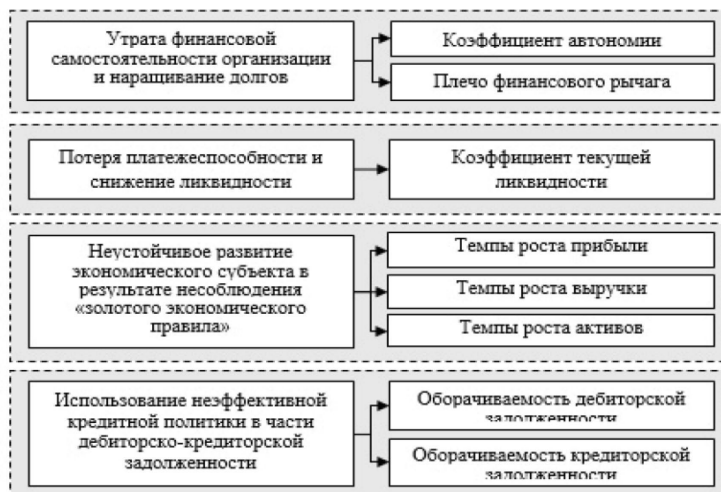 Утрата финансовой
самостоятельности организации
и наращивание долгов
Коэффициент автономии
Плечо финансового рычага
Потеря платежеспособности и
снижение ликвидности
Коэффициент текущей
ликвидности
Неустойчивое развитие
экономического субъекта в
результате несоблюдения
«золотого экономического
правила»
Темпы роста прибыли
Темпы роста выручки
Темпы роста активов
Использование неэффективной
кредитной политики в части
дебиторско-кредиторской
задолженности
Оборачиваемость дебиторской
задолженности
Оборачиваемость кредиторской
задолженности